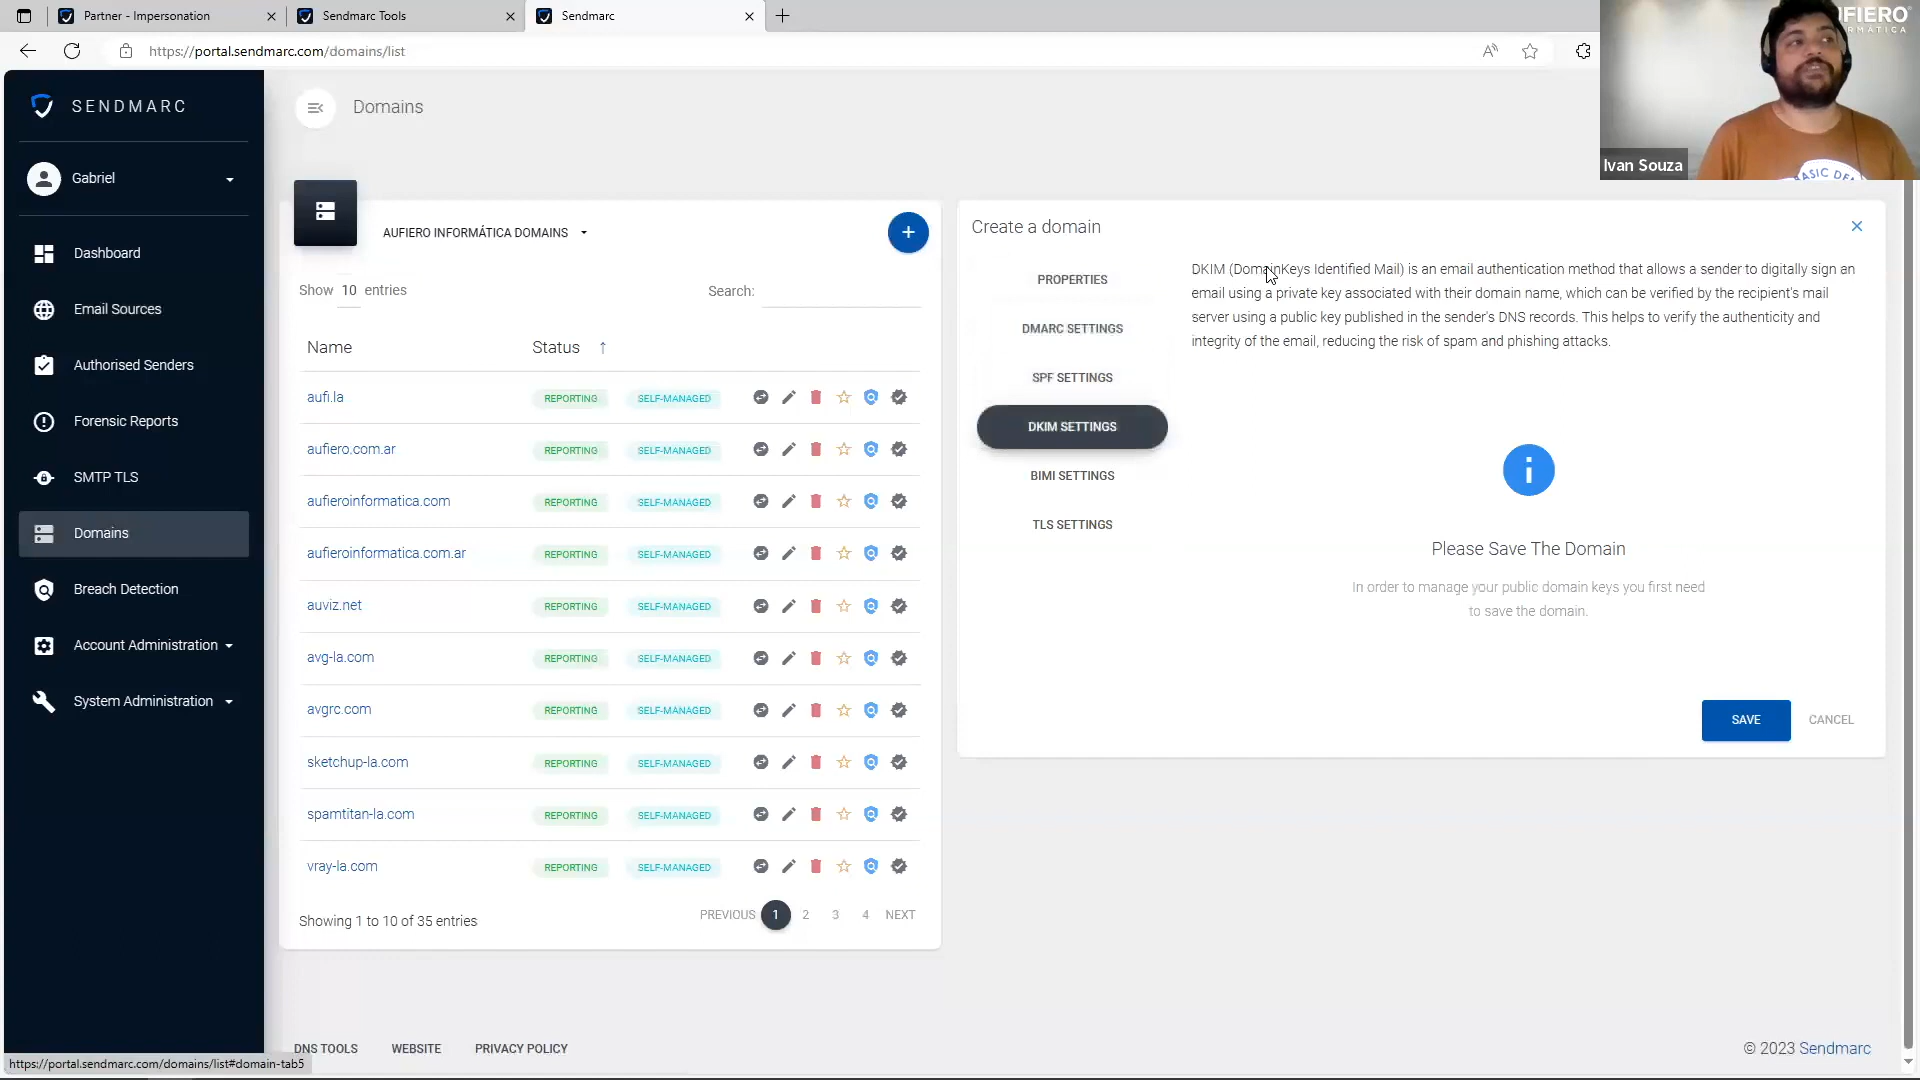 Partner - Impersonation
Sendmarc Tools
Sendmarc
https://portal.sendmarc.com/domains/list
SENDMARC
Gabriel
Dashboard
Email Sources
Authorised Senders
Forensic Reports
SMTP TLS
Domains
Breach Detection
Account Administration
System Administration
Domains
AUFIERO INFORMÁTICA DOMAINS
Show 10 entries
Search:
Name Status
aufi.la REPORTING SELF-MANAGED
aufiero.com.ar REPORTING SELF-MANAGED
aufieroinformatica.com REPORTING SELF-MANAGED
aufieroinformatica.com.ar REPORTING SELF-MANAGED
auviz.net REPORTING SELF-MANAGED
avg-la.com REPORTING SELF-MANAGED
avgrc.com REPORTING SELF-MANAGED
sketchup-la.com REPORTING SELF-MANAGED
spamtitan-la.com REPORTING SELF-MANAGED
vray-la.com REPORTING SELF-MANAGED
Showing 1 to 10 of 35 entries
PREVIOUS 1 2 3 4 NEXT
Create a domain
PROPERTIES
DMARC SETTINGS
SPF SETTINGS
DKIM SETTINGS
BIMI SETTINGS
TLS SETTINGS
DKIM (DomainKeys Identified Mail) is an email authentication method that allows a sender to digitally sign an
email using a private key associated with their domain name, which can be verified by the recipient's mail
server using a public key published in the sender's DNS records. This helps to verify the authenticity and
integrity of the email, reducing the risk of spam and phishing attacks.
Please Save The Domain
In order to manage your public domain keys you first need
to save the domain.
SAVE CANCEL
DNS TOOLS WEBSITE PRIVACY POLICY
© 2023 Sendmarc
https://portal.sendmarc.com/domains/list#domain-tab5
Ivan Souza
FIERO
RMÁTICA